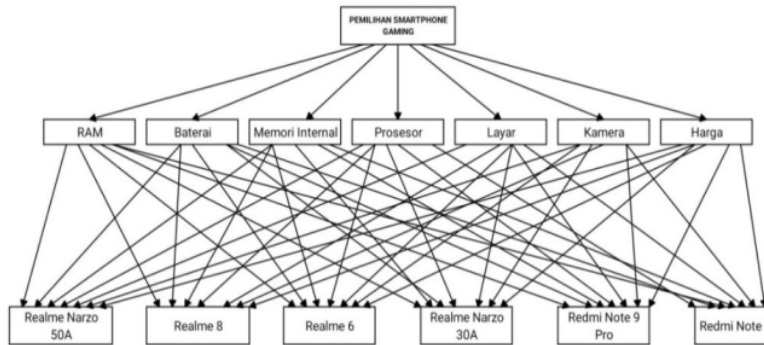 PEMILIHAN SMARTPHONE
GAMING
RAM
Baterai
Memori Internal
Prosesor
Layar
Kamera
Harga
Realme Narzo
50A
Realme 8
Realme 6
Realme Narzo
30A
Redmi Note 9
Pro
Redmi Note